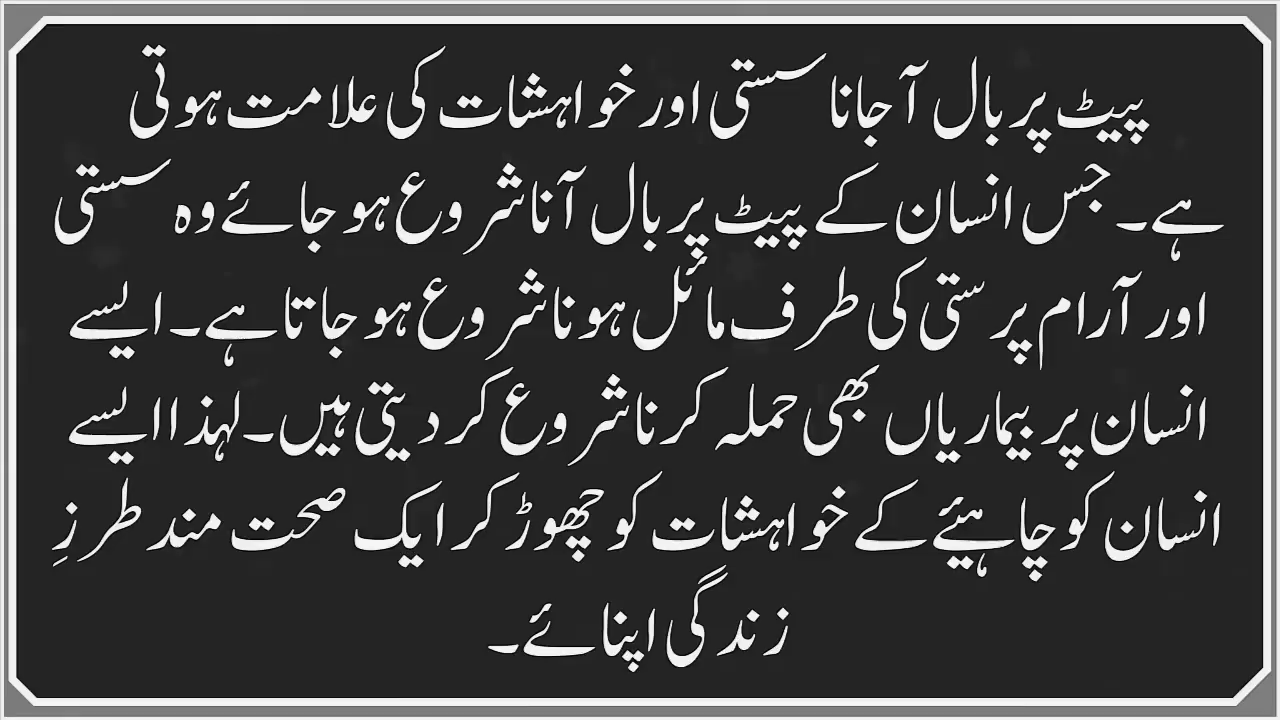 پیٹ پر بال آجانا سستی اور خواہشات کی علامت ہوتی
ہے۔ جس انسان کے پیٹ پر بال آنا شروع ہو جائے وہ سستی
اور آرام پرستی کی طرف مائل ہونا شروع ہو جاتا ہے۔ ایسے
انسان پر بیماریاں بھی حملہ کرنا شروع کر دیتی ہیں۔ لہذا ایسے
انسان کو چاہیئے کے خواہشات کو چھوڑ کر ایک صحت مند طرزِ
زندگی اپنائے۔